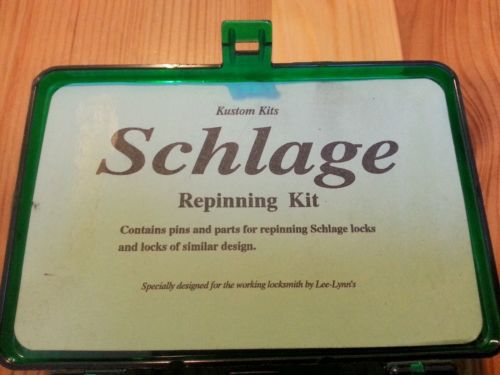 Kustom Kits
Schlage
Repinning Kit
Contains pins and parts for repinning Schlage locks
and locks of similar design.
Specially designed for the working locksmith by Lee-Lynn's